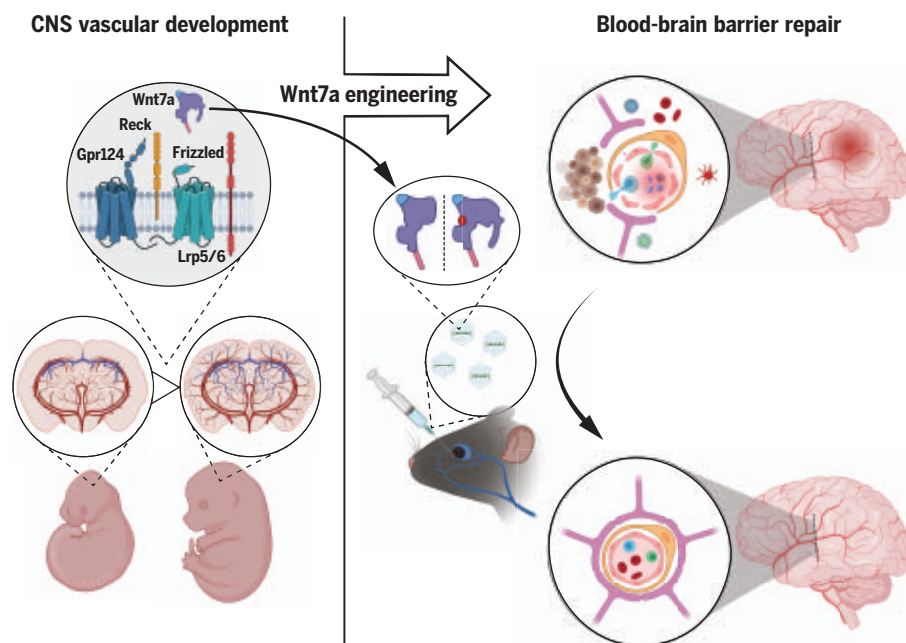 CNS vascular development
Blood-brain barrier repair
Wnt7a engineering
Wnt7a
Reck
Gpr124
Frizzled
Lrp5/6